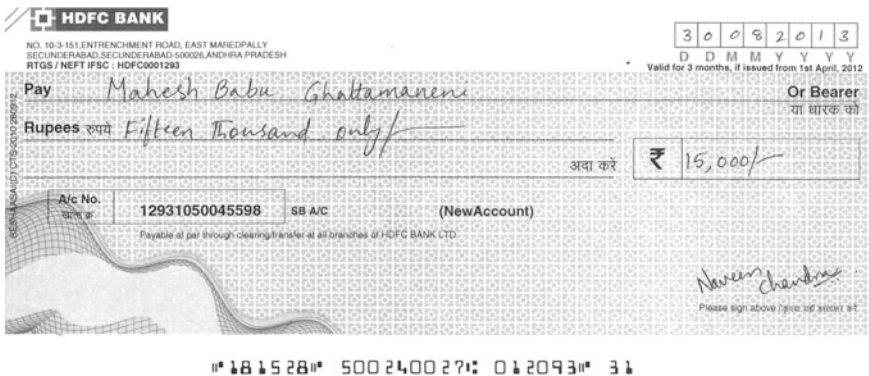 HDFC BANK
NO. 10-3-151,ENTRENCHMENT ROAD, EAST MAREDPALLY
SECUNDERABAD,SECUNDERABAD-500026,ANDHRA PRADESH
RTGS / NEFT IFSC : HDFC0001293
3 0 0 8 2 0 1 3
D D M M Y Y Y Y
Valid for 3 months, if issued from 1st April, 2012
Pay Mahesh Babu Ghattamaneni Or Bearer
या धारक को
Rupees रुपये Fifteen Thousand only/-
अदा करें ₹ 15,000/-
A/c No. 12931050045598 SB A/C (NewAccount)
Payable at par through clearing/transfer at all branches of HDFC BANK LTD
Naveen Chandra
Please sign above
⑈181528⑈ 500240027⑆ 012093⑈ 31